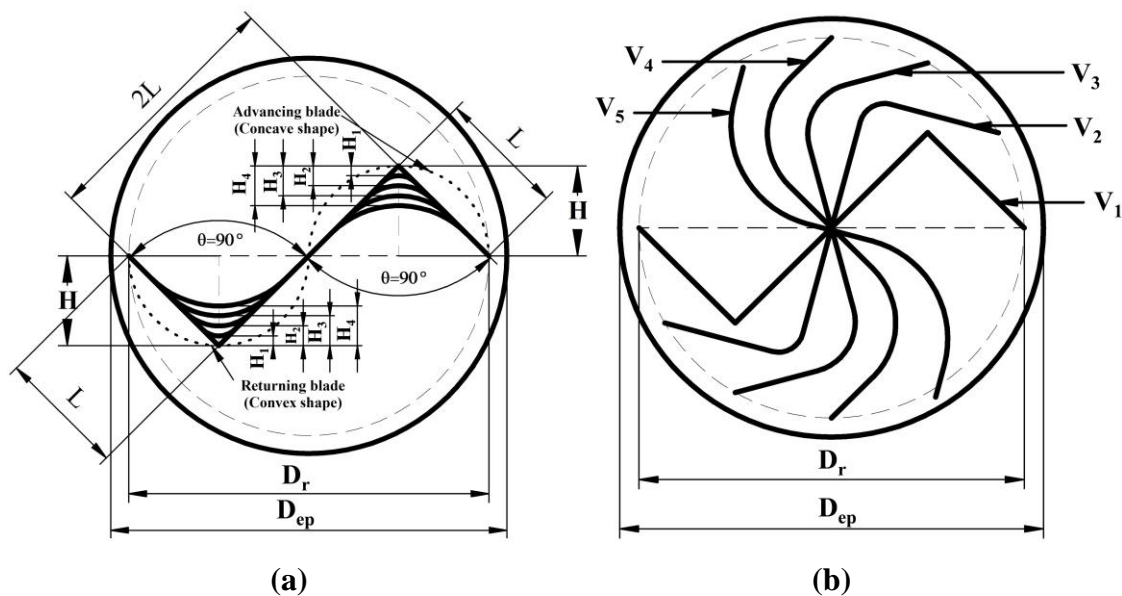 2L
Advancing blade
(Concave shape)
L
H₁
H₂
H₃
H₄
H
θ=90°
θ=90°
H
H₁
H₂
H₃
H₄
Returning blade
(Convex shape)
L
Dᵣ
Dₑₚ
(a)
V₄
V₃
V₅
V₂
V₁
Dᵣ
Dₑₚ
(b)